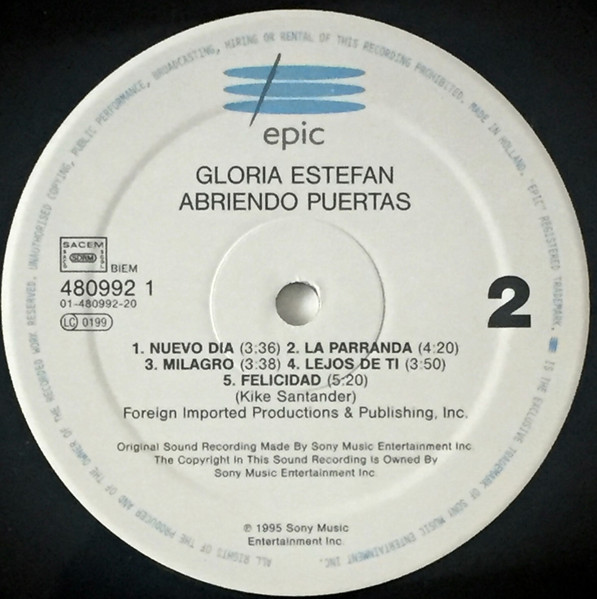 UNAUTHORISED COPYING, PUBLIC PERFORMANCE, BROADCASTING, HIRING OR RENTAL OF THIS RECORDING PROHIBITED. MADE IN HOLLAND. "EPIC" REGISTERED TRADEMARK.
epic
GLORIA ESTEFAN
ABRIENDO PUERTAS
SACEM
SDRM
BIEM
480992 1
01-480992-20
LC 0199
2
1. NUEVO DIA (3:36) 2. LA PARRANDA (4:20)
3. MILAGRO (3:38) 4. LEJOS DE TI (3:50)
5. FELICIDAD (5:20)
(Kike Santander)
Foreign Imported Productions & Publishing, Inc.
Original Sound Recording Made By Sony Music Entertainment Inc.
The Copyright In This Sound Recording Is Owned By
Sony Music Entertainment Inc.
℗ 1995 Sony Music
Entertainment Inc.
IS THE EXCLUSIVE TRADEMARK OF SONY MUSIC ENTERTAINMENT INC.
ALL RIGHTS OF THE PRODUCER AND OF THE OWNER OF THE RECORDED WORK RESERVED.